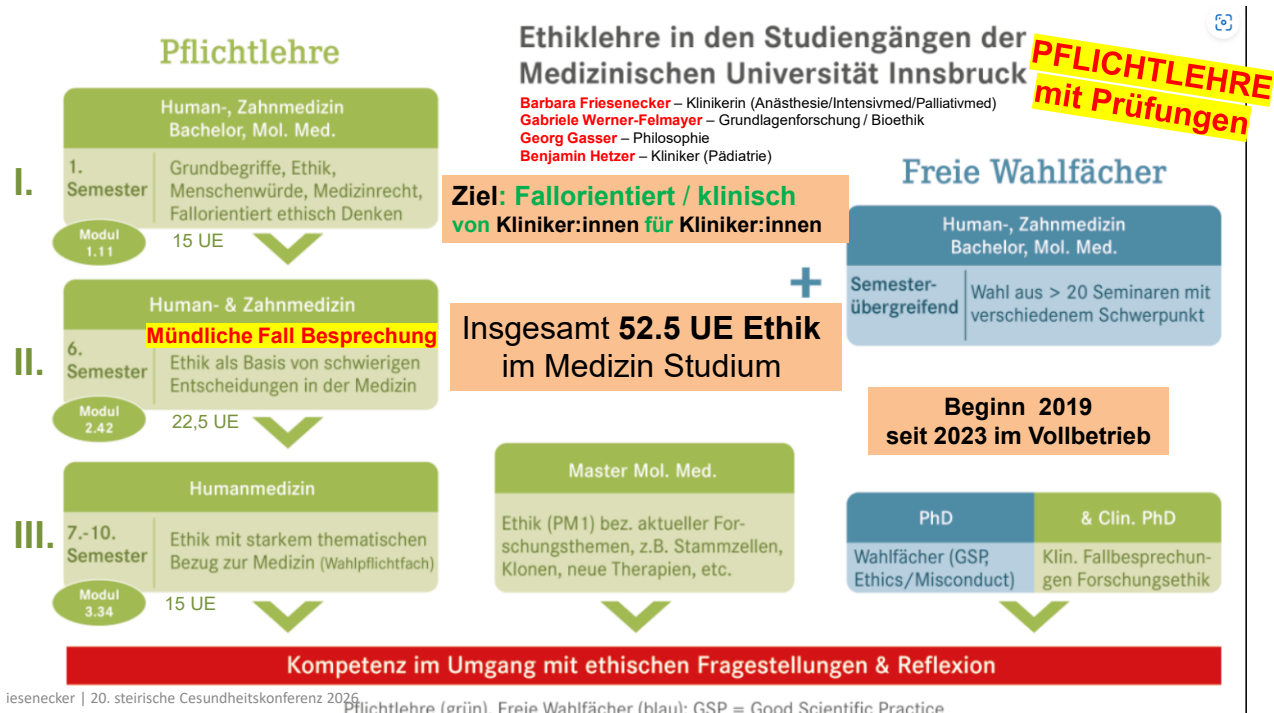 Pflichtlehre
Ethiklehre in den Studiengängen der
Medizinischen Universität Innsbruck
PFLICHTLEHRE
mit Prüfungen
Barbara Friesenecker – Klinikerin (Anästhesie/Intensivmed/Palliativmed)
Gabriele Werner-Felmayer – Grundlagenforschung / Bioethik
Georg Gasser – Philosophie
Benjamin Hetzer – Kliniker (Pädiatrie)
Human-, Zahnmedizin
Bachelor, Mol. Med.
I.
1.
Semester
Grundbegriffe, Ethik,
Menschenwürde, Medizinrecht,
Fallorientiert ethisch Denken
Modul
1.11
15 UE
Ziel: Fallorientiert / klinisch
von Kliniker:innen für Kliniker:innen
Freie Wahlfächer
Human-, Zahnmedizin
Bachelor, Mol. Med.
+
Semester-
übergreifend
Wahl aus > 20 Seminaren mit
verschiedenem Schwerpunkt
Human- & Zahnmedizin
Mündliche Fall Besprechung
II.
6.
Semester
Ethik als Basis von schwierigen
Entscheidungen in der Medizin
Modul
2.42
22,5 UE
Insgesamt 52.5 UE Ethik
im Medizin Studium
Beginn 2019
seit 2023 im Vollbetrieb
Humanmedizin
III.
7.-10.
Semester
Ethik mit starkem thematischen
Bezug zur Medizin (Wahlpflichtfach)
Modul
3.34
15 UE
Master Mol. Med.
Ethik (PM1) bez. aktueller For-
schungsthemen, z.B. Stammzellen,
Klonen, neue Therapien, etc.
PhD
& Clin. PhD
Wahlfächer (GSP,
Ethics/Misconduct)
Klin. Fallbesprechun-
gen Forschungsethik
Kompetenz im Umgang mit ethischen Fragestellungen & Reflexion
iesenecker | 20. steirische Cesundheitskonferenz 2026
Pflichtlehre (grün), Freie Wahlfächer (blau); GSP = Good Scientific Practice